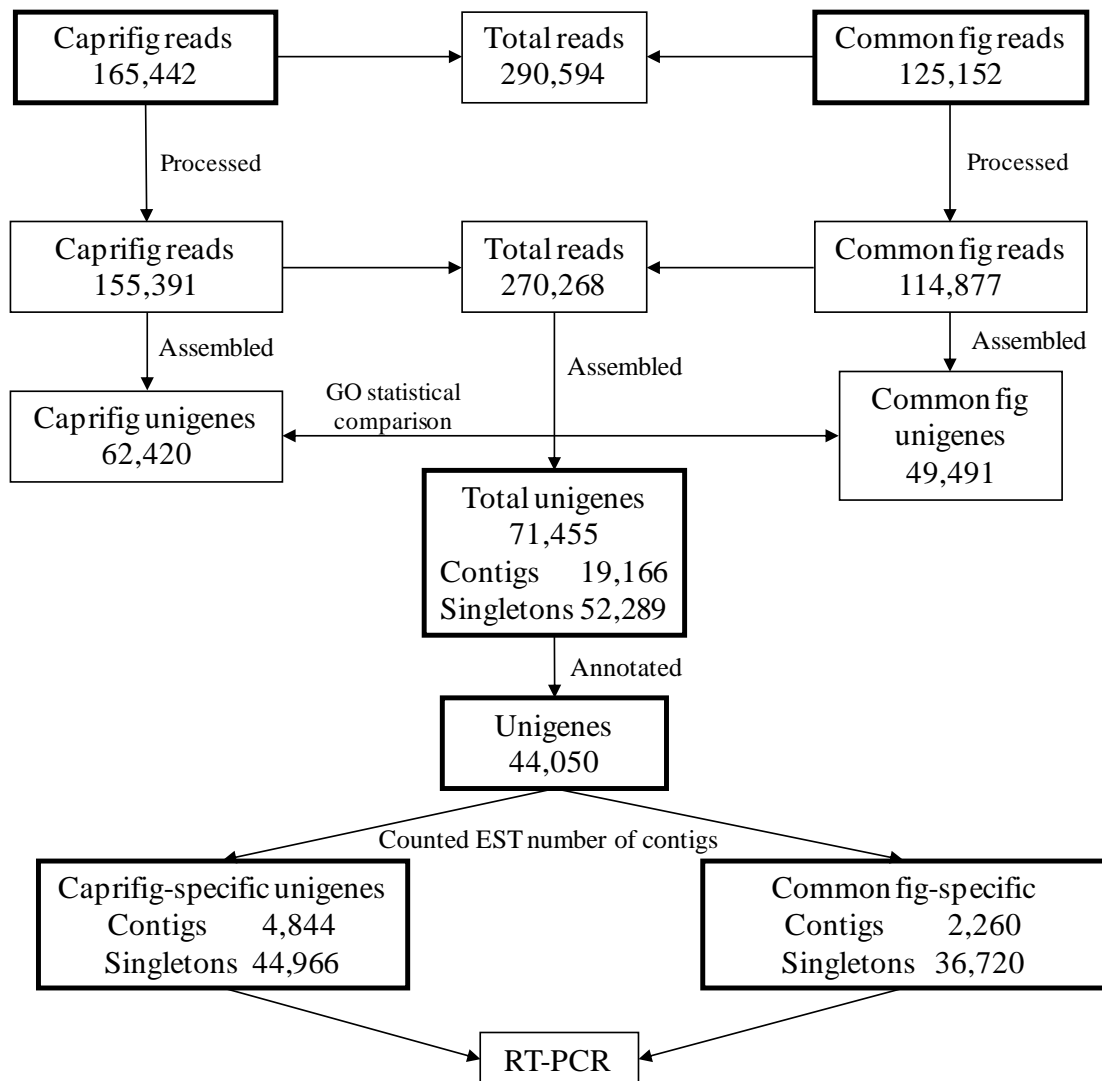 Caprifig reads
165,442
Total reads
290,594
Common fig reads
125,152
Processed
Processed
Caprifig reads
155,391
Total reads
270,268
Common fig reads
114,877
Assembled
Assembled
Assembled
GO statistical
comparison
Caprifig unigenes
62,420
Common fig
unigenes
49,491
Total unigenes
71,455
Contigs 19,166
Singletons 52,289
Annotated
Unigenes
44,050
Counted EST number of contigs
Caprifig-specific unigenes
Contigs 4,844
Singletons 44,966
Common fig-specific
Contigs 2,260
Singletons 36,720
RT-PCR